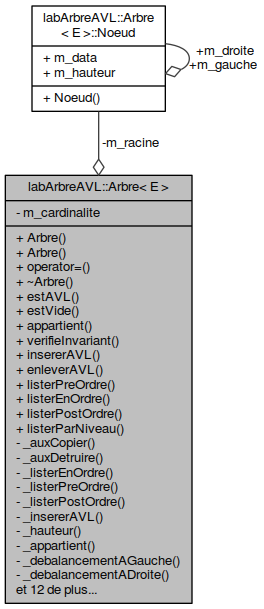 labArbreAVL::Arbre
< E >::Noeud
+ m_data
+ m_hauteur
+ Noeud()
+m_droite
+m_gauche
-m_racine
labArbreAVL::Arbre< E >
- m_cardinalite
+ Arbre()
+ Arbre()
+ operator=()
+ ~Arbre()
+ estAVL()
+ estVide()
+ appartient()
+ verifieInvariant()
+ insererAVL()
+ enleverAVL()
+ listerPreOrdre()
+ listerEnOrdre()
+ listerPostOrdre()
+ listerParNiveau()
- _auxCopier()
- _auxDetruire()
- _listerEnOrdre()
- _listerPreOrdre()
- _listerPostOrdre()
- _insererAVL()
- _hauteur()
- _appartient()
- _debalancementAGauche()
- _debalancementADroite()
et 12 de plus...